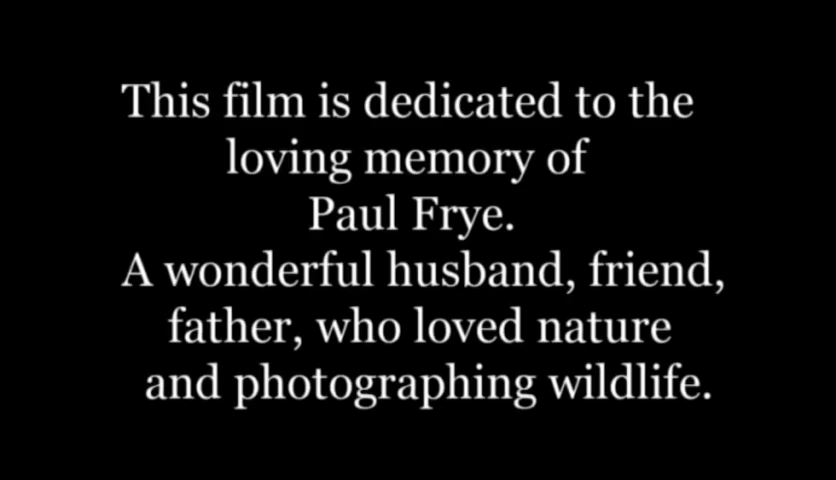 This film is dedicated to the
loving memory of
Paul Frye.
A wonderful husband, friend,
father, who loved nature
and photographing wildlife.